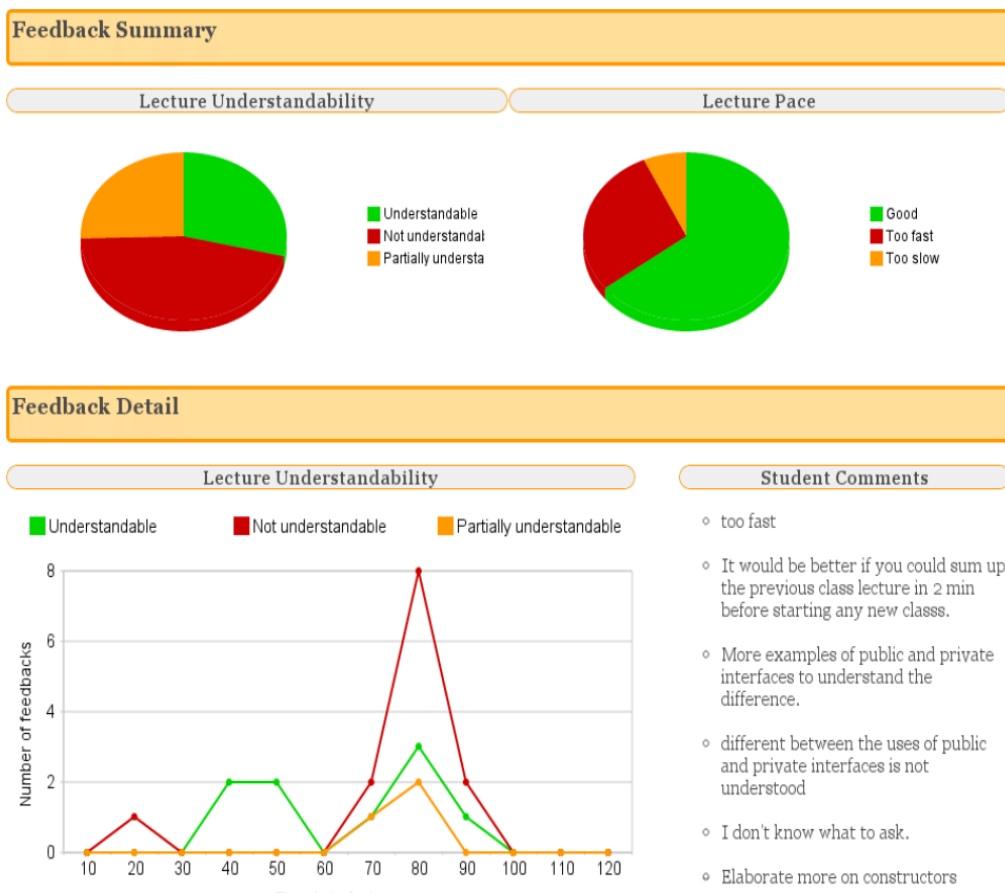 Feedback Summary
Lecture Understandability
Lecture Pace
Understandable
Not understandal
Partially understa
Good
Too fast
Too slow
Feedback Detail
Lecture Understandability
Understandable
Not understandable
Partially understandable
Number of feedbacks
8
6
4
2
0
10 20 30 40 50 60 70 80 90 100 110 120
Student Comments
too fast
It would be better if you could sum up
the previous class lecture in 2 min
before starting any new classs.
More examples of public and private
interfaces to understand the
difference.
different between the uses of public
and private interfaces is not
understood
I don't know what to ask.
Elaborate more on constructors